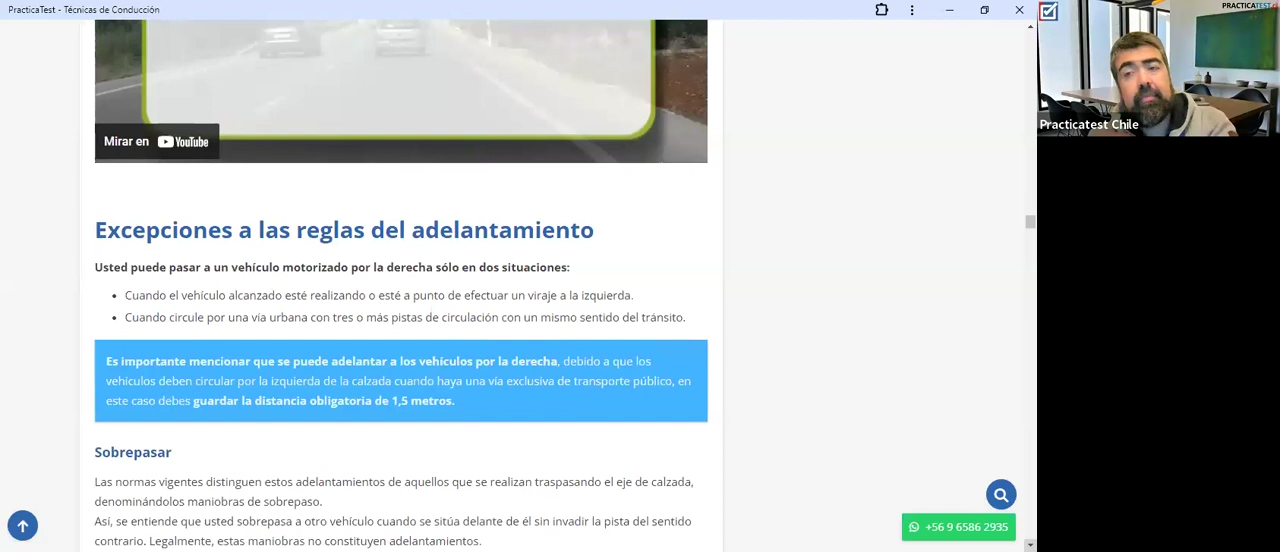 PracticaTest - Técnicas de Conducción
PRACTICATEST
Practicatest Chile
Mirar en YouTube
Excepciones a las reglas del adelantamiento
Usted puede pasar a un vehículo motorizado por la derecha sólo en dos situaciones:
• Cuando el vehículo alcanzado esté realizando o esté a punto de efectuar un viraje a la izquierda.
• Cuando circule por una vía urbana con tres o más pistas de circulación con un mismo sentido del tránsito.
Es importante mencionar que se puede adelantar a los vehículos por la derecha, debido a que los
vehículos deben circular por la izquierda de la calzada cuando haya una vía exclusiva de transporte público, en
este caso debes guardar la distancia obligatoria de 1,5 metros.
Sobrepasar
Las normas vigentes distinguen estos adelantamientos de aquellos que se realizan traspasando el eje de calzada,
denominándolos maniobras de sobrepaso.
Así, se entiende que usted sobrepasa a otro vehículo cuando se sitúa delante de él sin invadir la pista del sentido
contrario. Legalmente, estas maniobras no constituyen adelantamientos.
+56 9 6586 2935